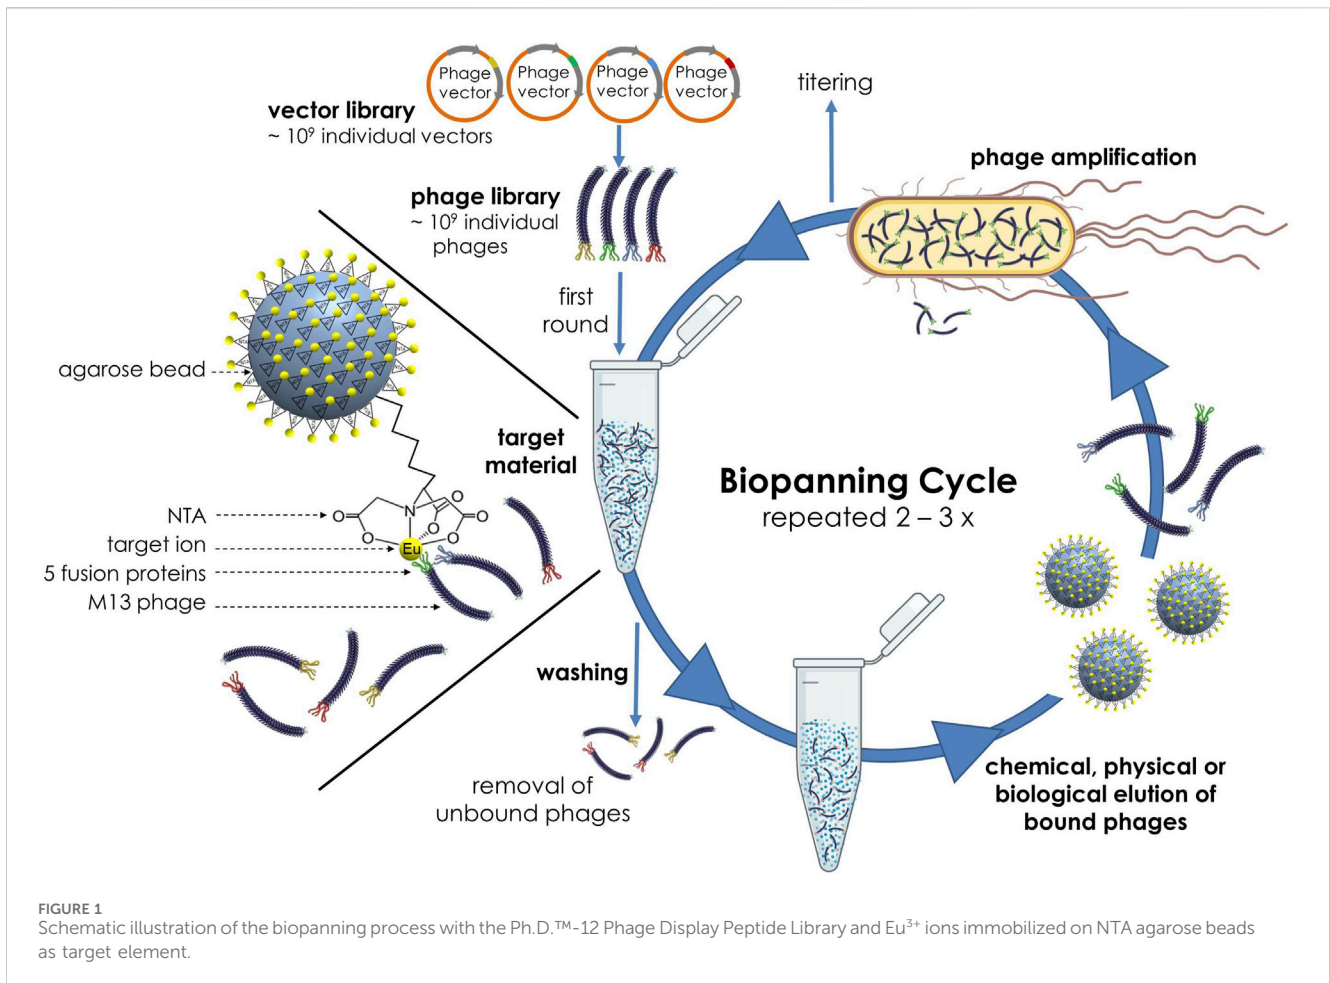 Phage
vector
Phage
vector
Phage
vector
Phage
vector
vector library
~ 10⁹ individual vectors
titering
phage amplification
phage library
~ 10⁹ individual
phages
first
round
agarose bead
target
material
Biopanning Cycle
repeated 2 – 3 x
NTA
target ion
5 fusion proteins
M13 phage
O
N
O
O
O
O
O
Eu
washing
removal of
unbound phages
chemical, physical or
biological elution of
bound phages
FIGURE 1
Schematic illustration of the biopanning process with the Ph.D.™-12 Phage Display Peptide Library and Eu³⁺ ions immobilized on NTA agarose beads
as target element.